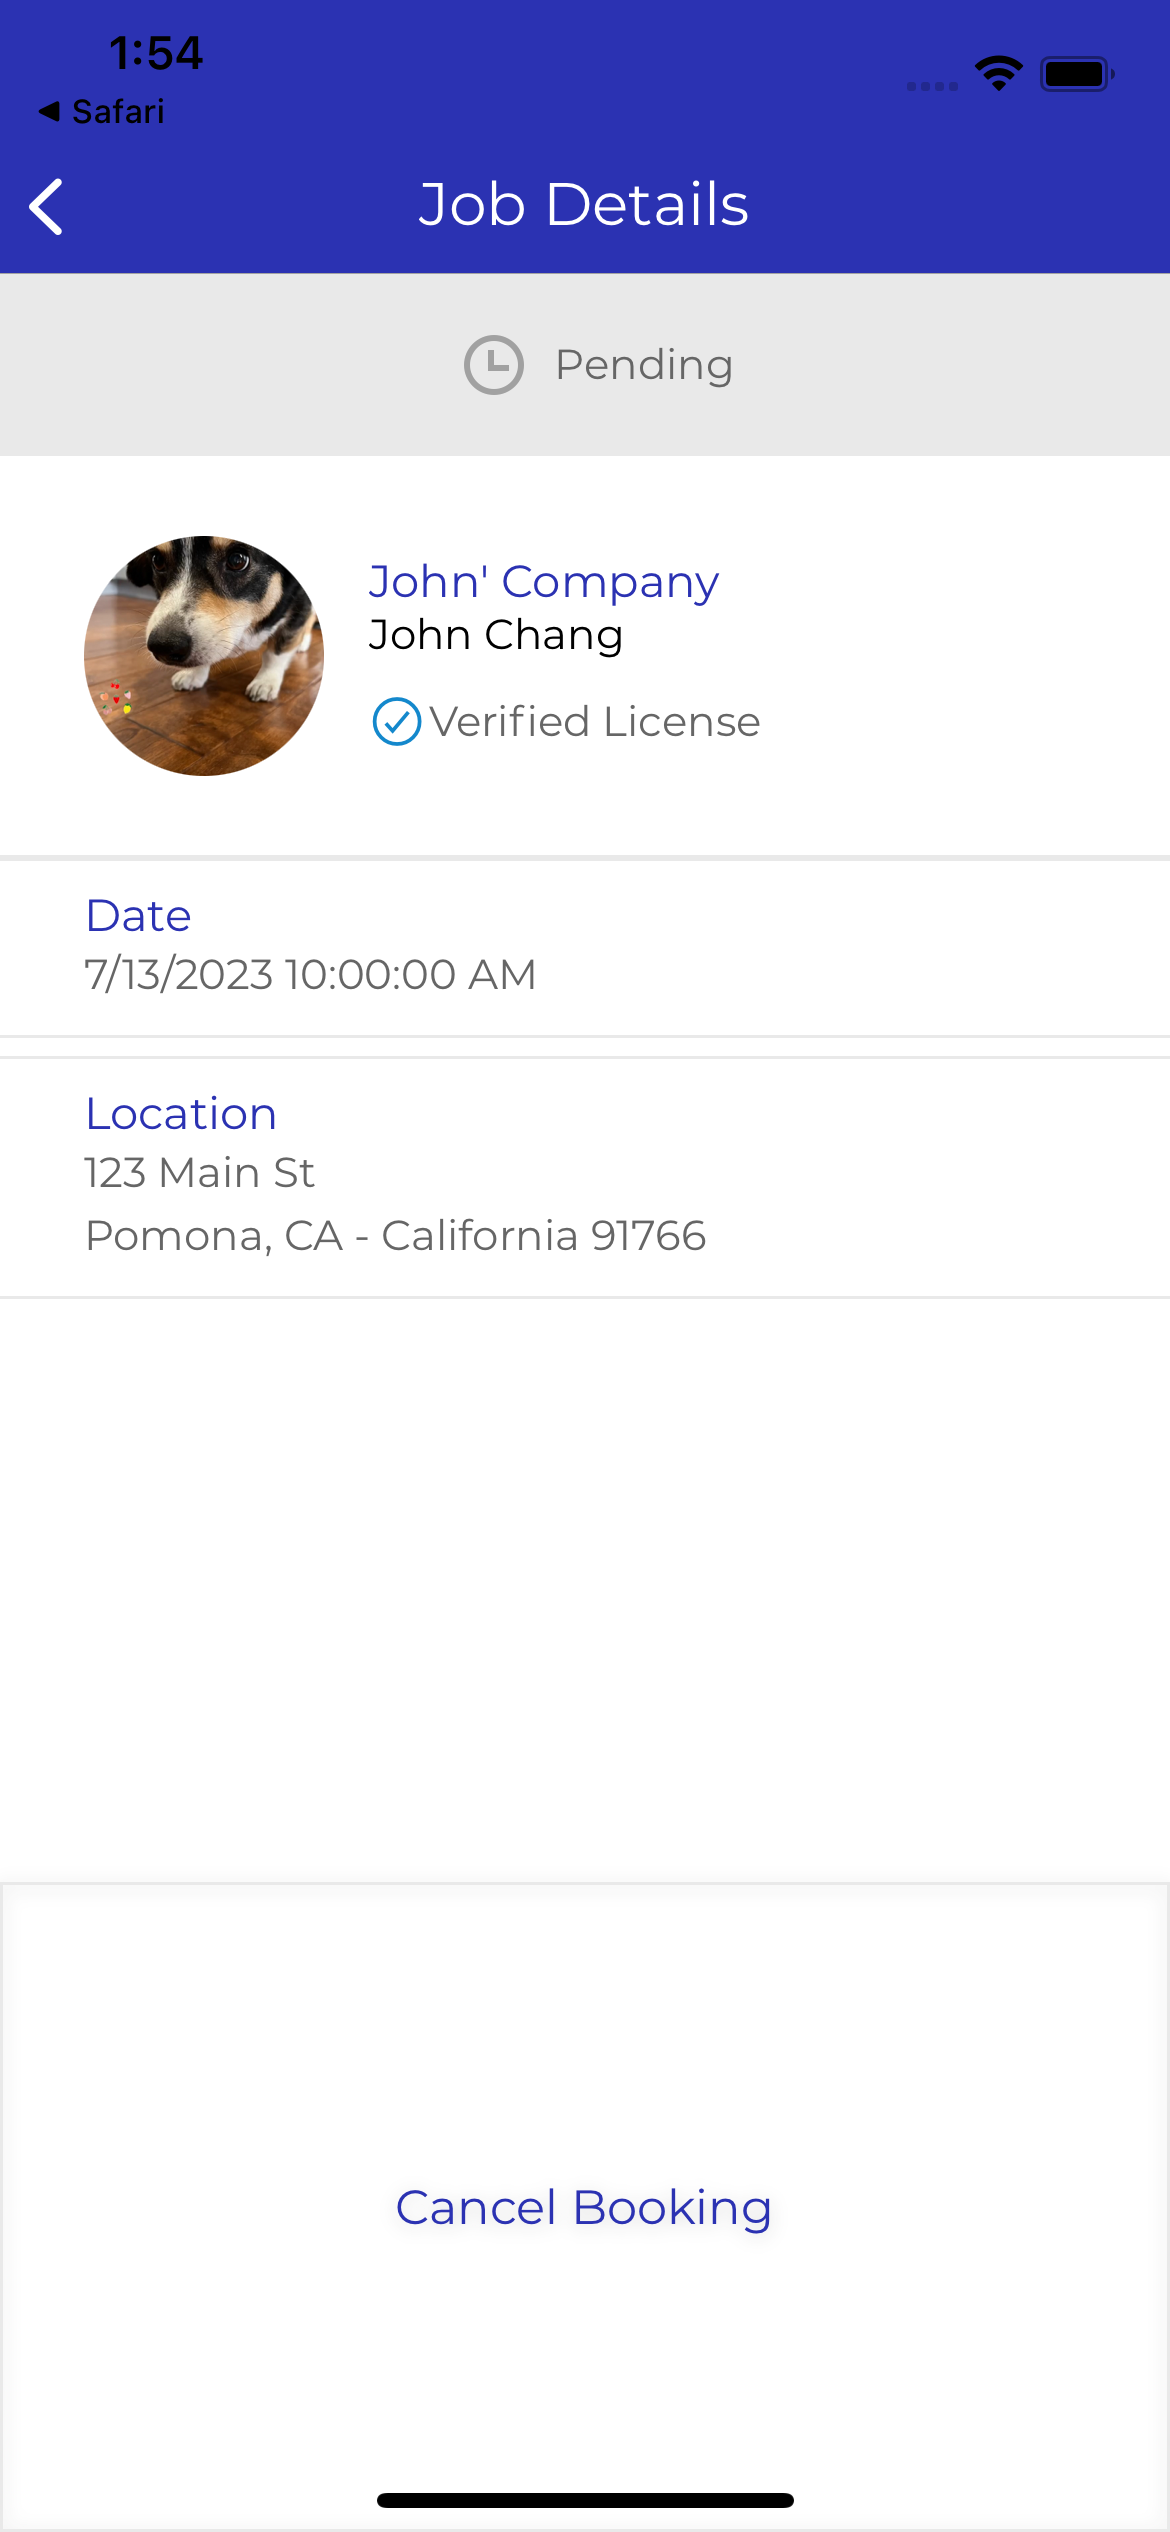 1:54
◀ Safari
Job Details
Pending
John' Company
John Chang
Verified License
Date
7/13/2023 10:00:00 AM
Location
123 Main St
Pomona, CA - California 91766
Cancel Booking